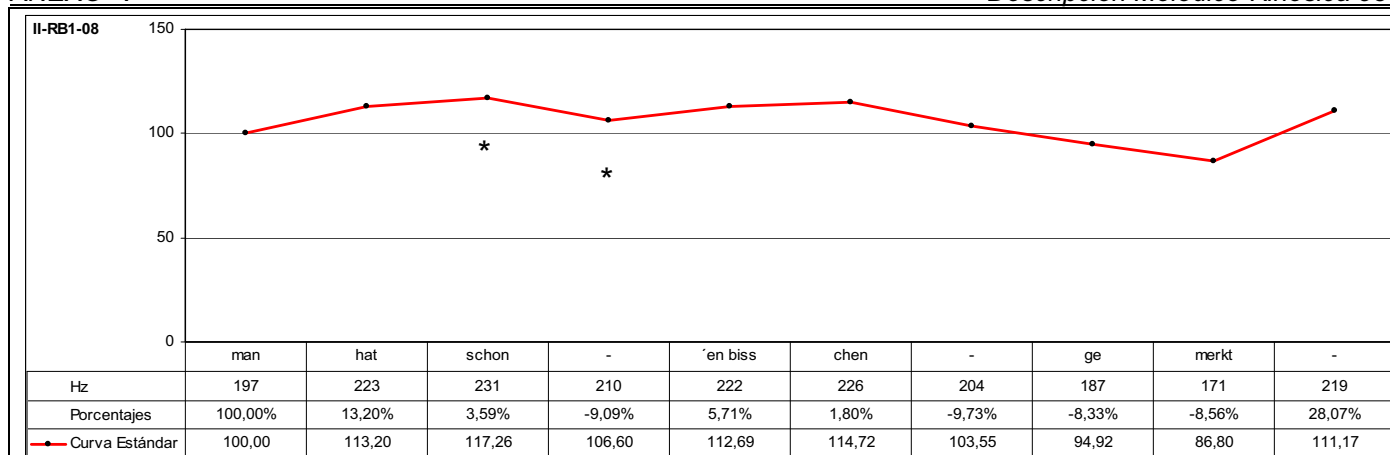 II-RB1-08
150
100
*
*
50
0
man hat schon - ´en biss chen - ge merkt -
Hz 197 223 231 210 222 226 204 187 171 219
Porcentajes 100,00% 13,20% 3,59% -9,09% 5,71% 1,80% -9,73% -8,33% -8,56% 28,07%
Curva Estándar 100,00 113,20 117,26 106,60 112,69 114,72 103,55 94,92 86,80 111,17